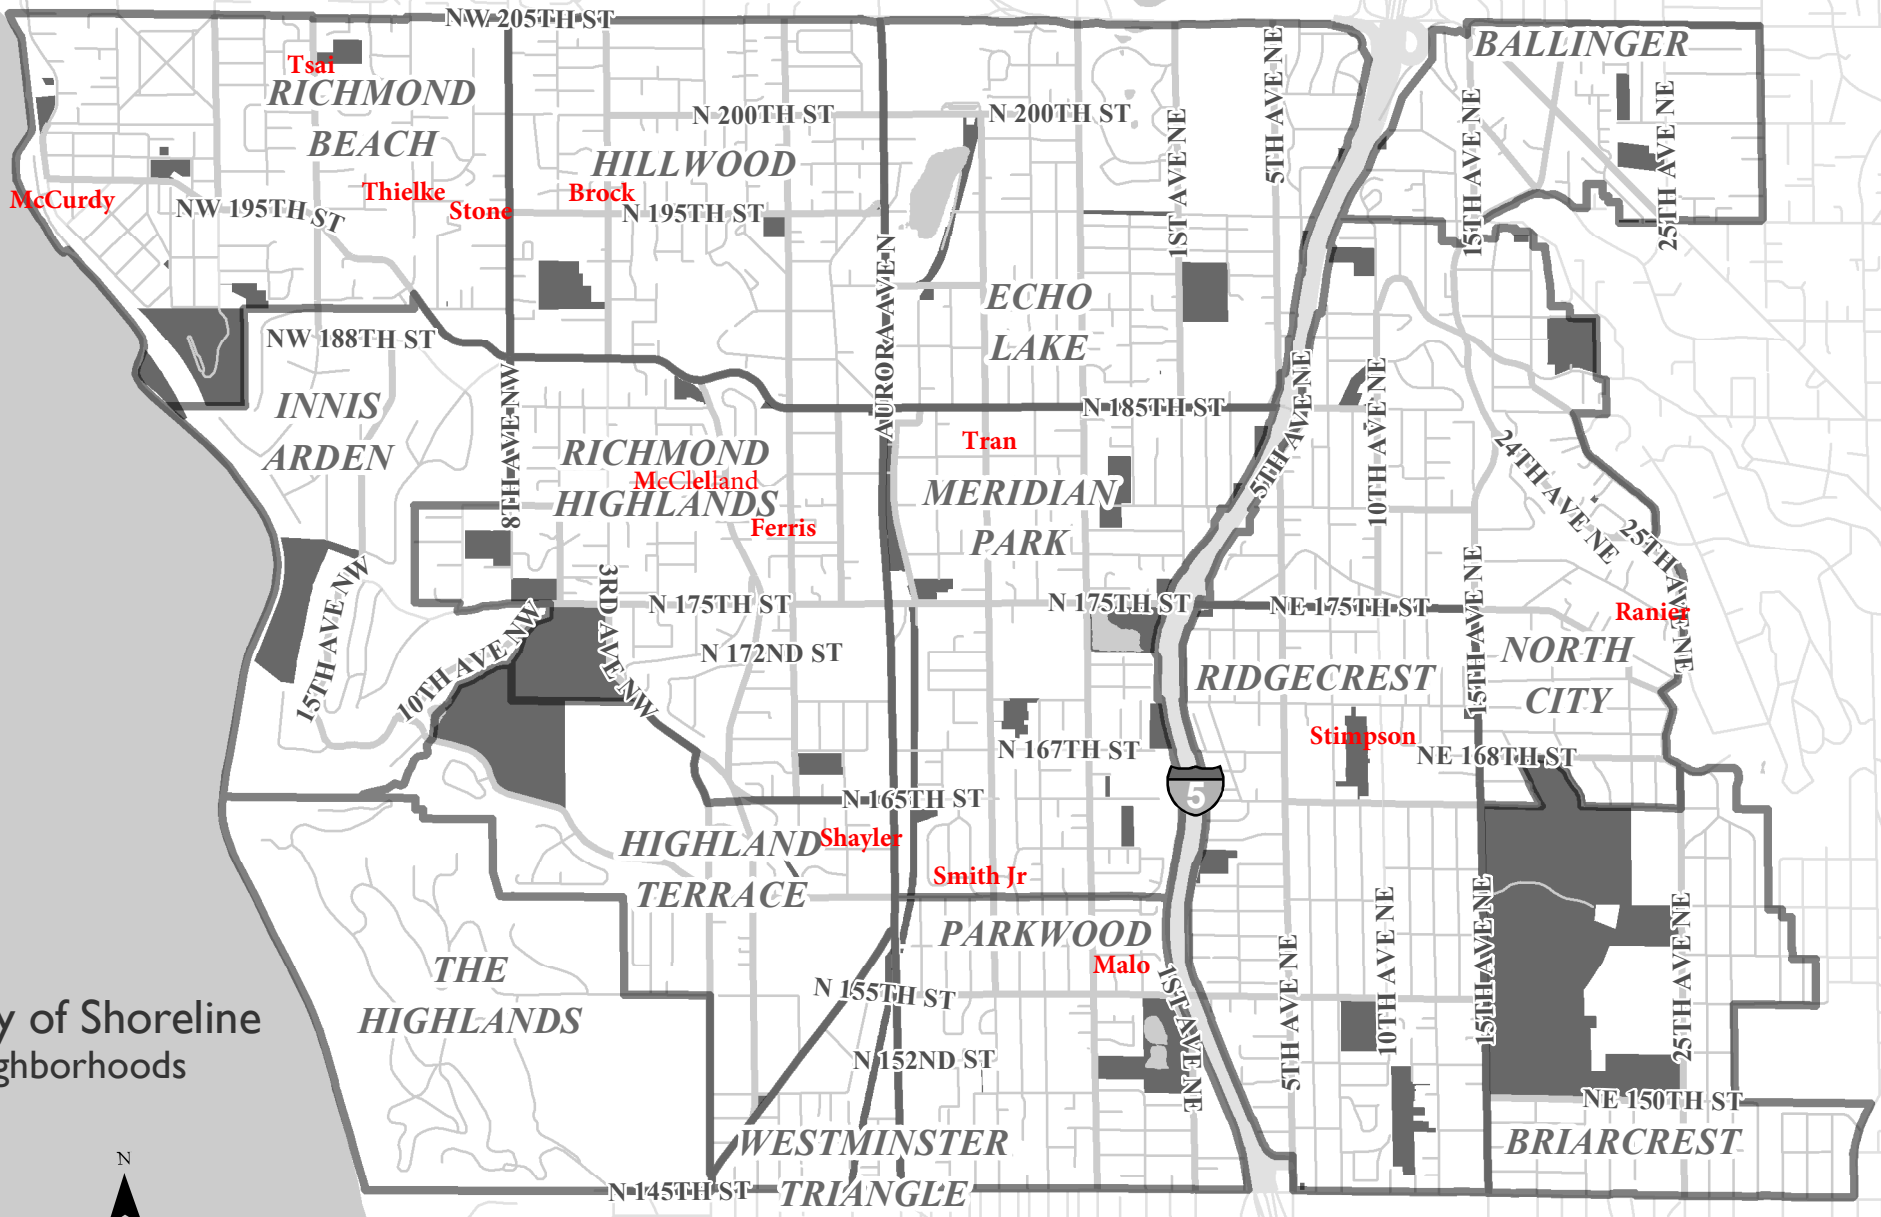 NW 205TH ST
BALLINGER
Tsai
RICHMOND
BEACH
N 200TH ST
N 200TH ST
1ST AVE NE
5TH AVE NE
15TH AVE NE
25TH AVE NE
HILLWOOD
McCurdy
Thielke
Stone
Brock
NW 195TH ST
N 195TH ST
AURORA AVE N
ECHO
LAKE
NW 188TH ST
INNIS
ARDEN
8TH AVE NW
N 185TH ST
5TH AVE NE
10TH AVE NE
RICHMOND
McClelland
HIGHLANDS
Ferris
Tran
MERIDIAN
PARK
24TH AVE NE
25TH AVE NE
15TH AVE NW
10TH AVE NW
3RD AVE NW
N 175TH ST
N 175TH ST
NE 175TH ST
15TH AVE NE
Ranier
N 172ND ST
RIDGECREST
NORTH
CITY
Stimpson
N 167TH ST
NE 168TH ST
N 165TH ST
5
HIGHLAND
TERRACE
Shayler
Smith Jr
PARKWOOD
Malo
1ST AVE NE
5TH AVE NE
10TH AVE NE
15TH AVE NE
25TH AVE NE
THE
HIGHLANDS
N 155TH ST
N 152ND ST
y of Shoreline
ghborhoods
NE 150TH ST
BRIARCREST
WESTMINSTER
TRIANGLE
N 145TH ST
N